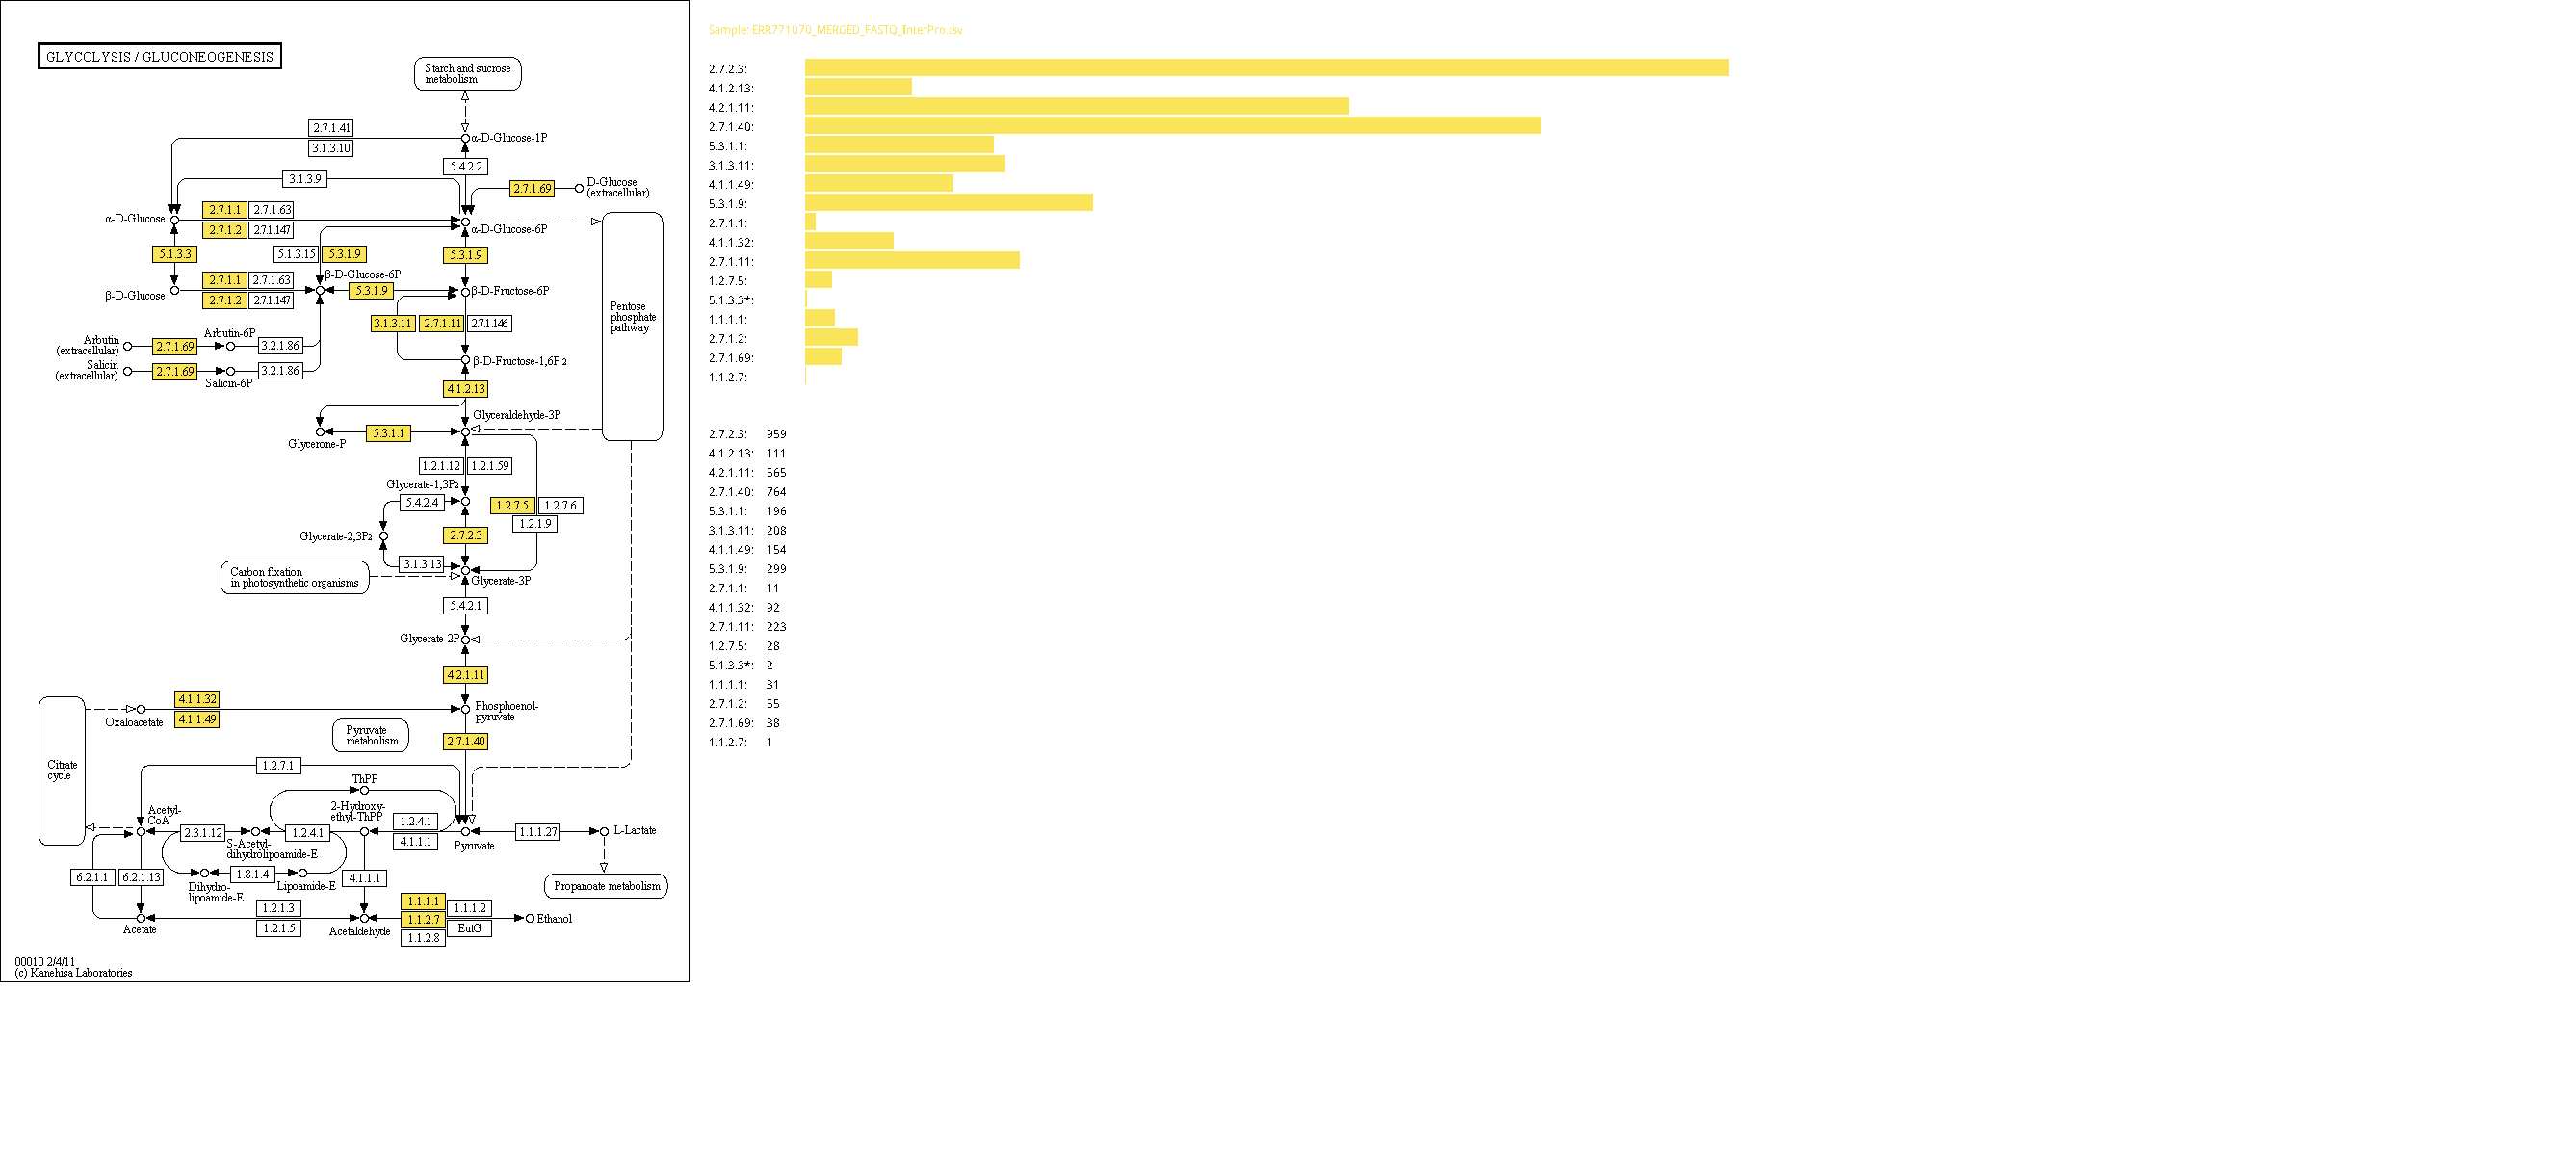 GLYCOLYSIS / GLUCONEOGENESIS
Starch and sucrose
metabolism
2.7.1.41
α-D-Glucose-1P
3.1.3.10
5.4.2.2
3.1.3.9
2.7.1.69
D-Glucose
(extracellular)
α-D-Glucose
2.7.1.1
2.7.1.63
2.7.1.2
2.7.1.147
α-D-Glucose-6P
5.1.3.3
5.1.3.15
5.3.1.9
5.3.1.9
β-D-Glucose-6P
2.7.1.1
2.7.1.63
β-D-Glucose
2.7.1.2
2.7.1.147
5.3.1.9
β-D-Fructose-6P
Pentose
phosphate
pathway
3.1.3.11
2.7.1.11
2.7.1.146
Arbutin
(extracellular)
2.7.1.69
Arbutin-6P
3.2.1.86
β-D-Fructose-1,6P2
Salicin
(extracellular)
2.7.1.69
Salicin-6P
3.2.1.86
4.1.2.13
Glyceraldehyde-3P
Glycerone-P
5.3.1.1
1.2.1.12
1.2.1.59
Glycerate-1,3P2
5.4.2.4
1.2.7.5
1.2.7.6
1.2.1.9
Glycerate-2,3P2
2.7.2.3
3.1.3.13
Carbon fixation
in photosynthetic organisms
Glycerate-3P
5.4.2.1
Glycerate-2P
4.2.1.11
4.1.1.32
Oxaloacetate
4.1.1.49
Phosphoenol-
pyruvate
Pyruvate
metabolism
2.7.1.40
Citrate
cycle
1.2.7.1
ThPP
Acetyl-
CoA
2-Hydroxy-
ethyl-ThPP
2.3.1.12
1.2.4.1
1.2.4.1
4.1.1.1
1.1.1.27
L-Lactate
S-Acetyl-
dihydrolipoamide-E
Pyruvate
6.2.1.1
6.2.1.13
1.8.1.4
4.1.1.1
Dihydro-
lipoamide-E
Lipoamide-E
Propanoate metabolism
1.1.1.1
1.2.1.3
1.1.1.2
1.1.2.7
Ethanol
Acetate
1.2.1.5
Acetaldehyde
EutG
1.1.2.8
00010 2/4/11
(c) Kanehisa Laboratories
Sample: ERR771070_MERGED_FASTQ_InterPro.tsv
2.7.2.3:
4.1.2.13:
4.2.1.11:
2.7.1.40:
5.3.1.1:
3.1.3.11:
4.1.1.49:
5.3.1.9:
2.7.1.1:
4.1.1.32:
2.7.1.11:
1.2.7.5:
5.1.3.3*:
1.1.1.1:
2.7.1.2:
2.7.1.69:
1.1.2.7:
2.7.2.3: 959
4.1.2.13: 111
4.2.1.11: 565
2.7.1.40: 764
5.3.1.1: 196
3.1.3.11: 208
4.1.1.49: 154
5.3.1.9: 299
2.7.1.1: 11
4.1.1.32: 92
2.7.1.11: 223
1.2.7.5: 28
5.1.3.3*: 2
1.1.1.1: 31
2.7.1.2: 55
2.7.1.69: 38
1.1.2.7: 1